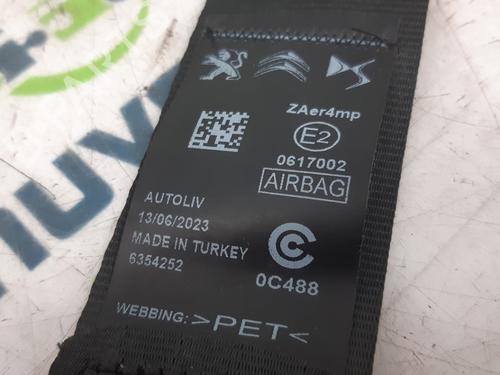 ZAer4mp
E2
0617002
AIRBAG
AUTOLIV
13/06/2023
MADE IN TURKEY
6354252
C
0C488
WEBBING: >PET<